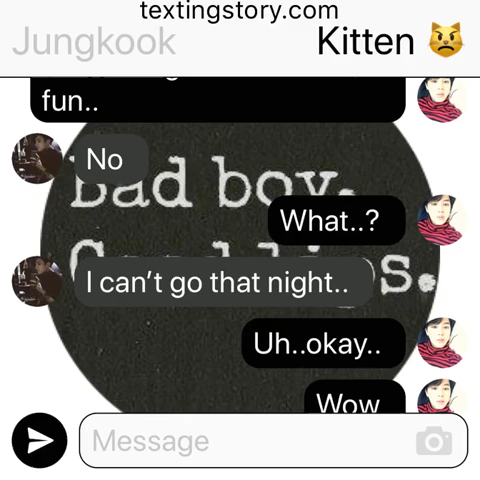 textingstory.com
Jungkook
Kitten 😾
fun..
No
Bad boy.
What..?
I can't go that night..
s.
Uh..okay..
Wow
Message